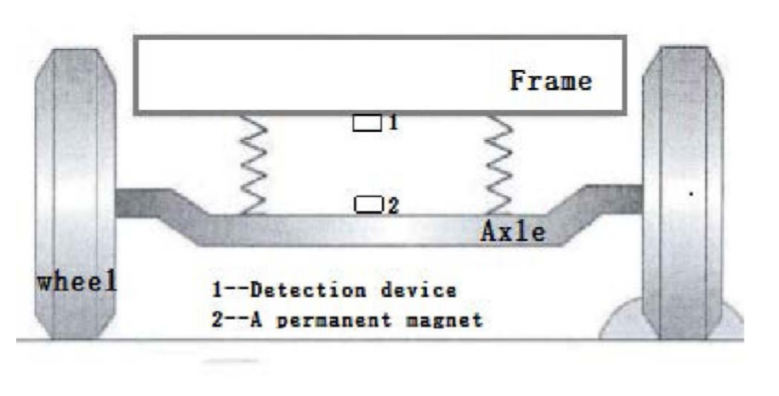 Frame
1
2
Axle
wheel
1--Detection device
2--A permanent magnet